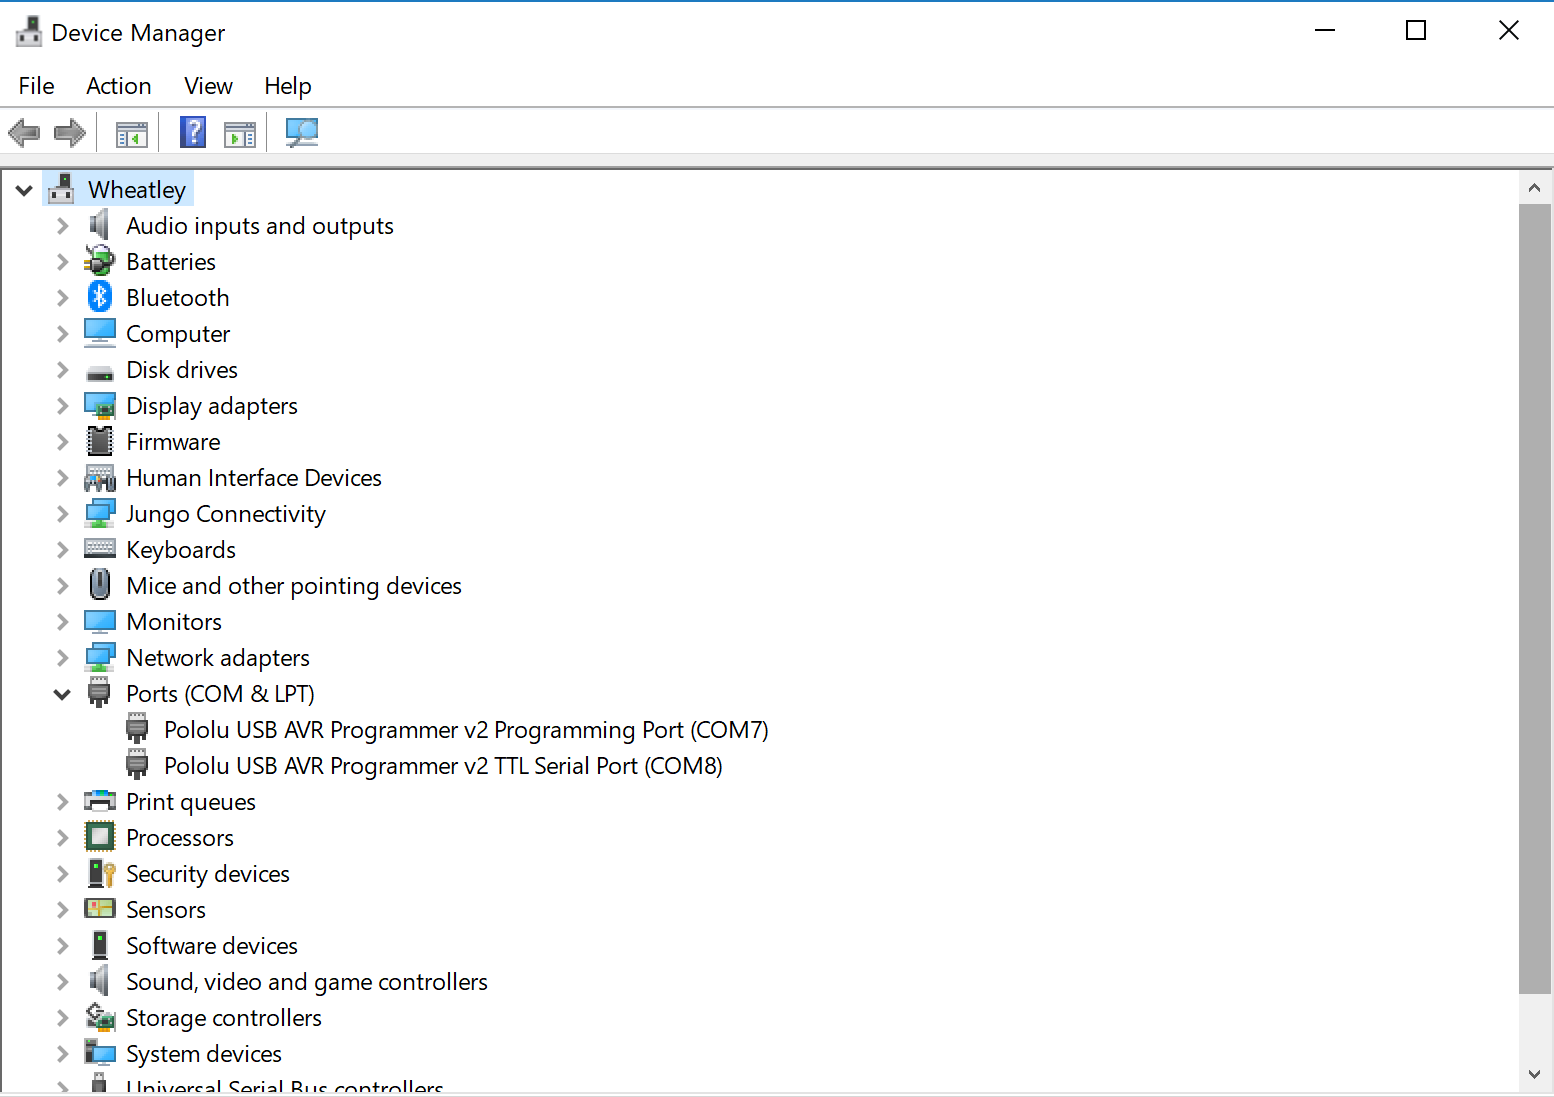 Device Manager
File Action View Help
Wheatley
Audio inputs and outputs
Batteries
Bluetooth
Computer
Disk drives
Display adapters
Firmware
Human Interface Devices
Jungo Connectivity
Keyboards
Mice and other pointing devices
Monitors
Network adapters
Ports (COM & LPT)
Pololu USB AVR Programmer v2 Programming Port (COM7)
Pololu USB AVR Programmer v2 TTL Serial Port (COM8)
Print queues
Processors
Security devices
Sensors
Software devices
Sound, video and game controllers
Storage controllers
System devices
Universal Serial Bus controllers